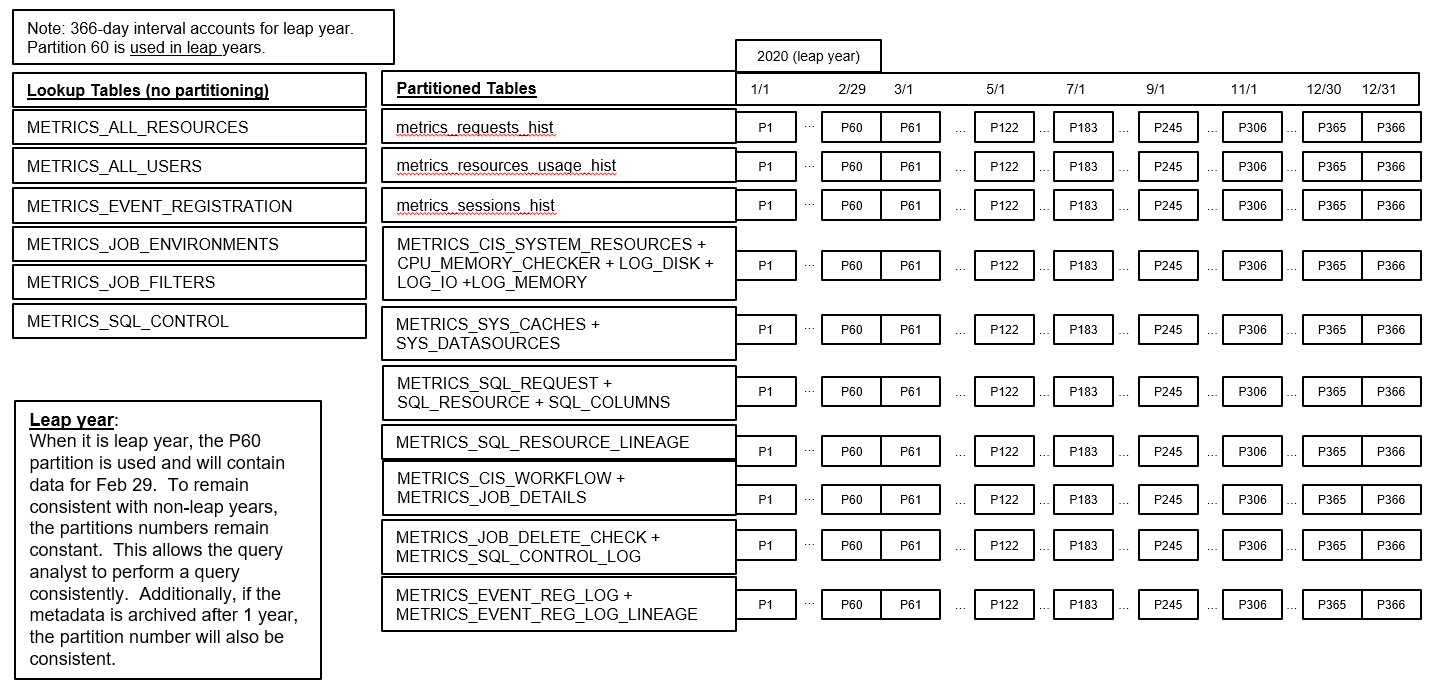 Note: 366-day interval accounts for leap year.
Partition 60 is used in leap years.
Lookup Tables (no partitioning)
METRICS_ALL_RESOURCES
METRICS_ALL_USERS
METRICS_EVENT_REGISTRATION
METRICS_JOB_ENVIRONMENTS
METRICS_JOB_FILTERS
METRICS_SQL_CONTROL
Leap year:
When it is leap year, the P60
partition is used and will contain
data for Feb 29. To remain
consistent with non-leap years,
the partitions numbers remain
constant. This allows the query
analyst to perform a query
consistently. Additionally, if the
metadata is archived after 1 year,
the partition number will also be
consistent.
2020 (leap year)
Partitioned Tables 1/1 2/29 3/1 5/1 7/1 9/1 11/1 12/30 12/31
metrics_requests_hist P1 ... P60 P61 ... P122 ... P183 ... P245 ... P306 ... P365 P366
metrics_resources_usage_hist P1 ... P60 P61 ... P122 ... P183 ... P245 ... P306 ... P365 P366
metrics_sessions_hist P1 ... P60 P61 ... P122 ... P183 ... P245 ... P306 ... P365 P366
METRICS_CIS_SYSTEM_RESOURCES +
CPU_MEMORY_CHECKER + LOG_DISK +
LOG_IO +LOG_MEMORY
P1 ... P60 P61 ... P122 ... P183 ... P245 ... P306 ... P365 P366
METRICS_SYS_CACHES +
SYS_DATASOURCES
P1 ... P60 P61 ... P122 ... P183 ... P245 ... P306 ... P365 P366
METRICS_SQL_REQUEST +
SQL_RESOURCE + SQL_COLUMNS
P1 ... P60 P61 ... P122 ... P183 ... P245 ... P306 ... P365 P366
METRICS_SQL_RESOURCE_LINEAGE
P1 ... P60 P61 ... P122 ... P183 ... P245 ... P306 ... P365 P366
METRICS_CIS_WORKFLOW +
METRICS_JOB_DETAILS
P1 ... P60 P61 ... P122 ... P183 ... P245 ... P306 ... P365 P366
METRICS_JOB_DELETE_CHECK +
METRICS_SQL_CONTROL_LOG
P1 ... P60 P61 ... P122 ... P183 ... P245 ... P306 ... P365 P366
METRICS_EVENT_REG_LOG +
METRICS_EVENT_REG_LOG_LINEAGE
P1 ... P60 P61 ... P122 ... P183 ... P245 ... P306 ... P365 P366